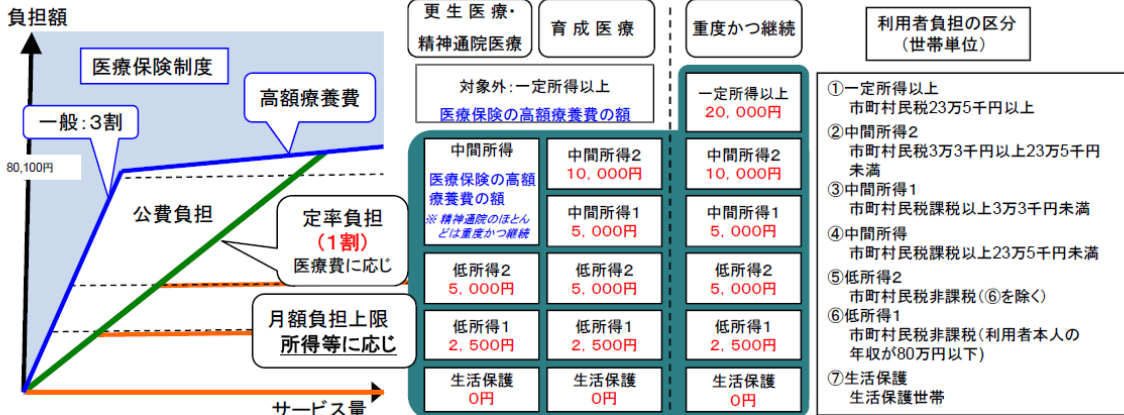 負担額
医療保険制度
高額療養費
一般:3割
80,100円
公費負担
定率負担
(1割)
医療費に応じ
月額負担上限
所得等に応じ
サービス量
更生医療・
精神通院医療
育成医療
重度かつ継続
対象外:一定所得以上
医療保険の高額療養費の額
一定所得以上
20,000円
中間所得
医療保険の高額
療養費の額
※ 精神通院のほとん
どは重度かつ継続
中間所得2
10,000円
中間所得2
10,000円
中間所得1
5,000円
中間所得1
5,000円
低所得2
5,000円
低所得2
5,000円
低所得2
5,000円
低所得1
2,500円
低所得1
2,500円
低所得1
2,500円
生活保護
0円
生活保護
0円
生活保護
0円
利用者負担の区分
(世帯単位)
①一定所得以上
市町村民税23万5千円以上
②中間所得2
市町村民税3万3千円以上23万5千円
未満
③中間所得1
市町村民税課税以上3万3千円未満
④中間所得
市町村民税課税以上23万5千円未満
⑤低所得2
市町村民税非課税(⑥を除く)
⑥低所得1
市町村民税非課税(利用者本人の
年収が80万円以下)
⑦生活保護
生活保護世帯